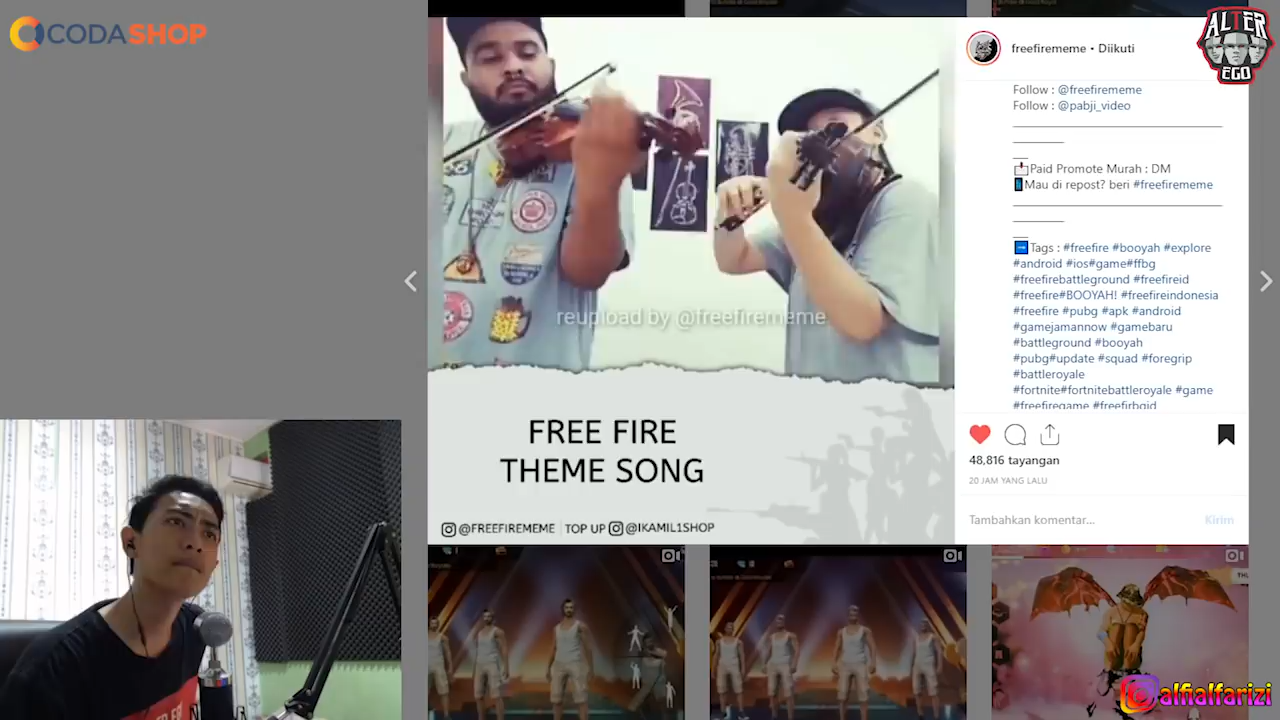 CODASHOP
ALTER
EGO
freefirememe • Diikuti
Follow : @freefirememe
Follow : @pabji_video
Paid Promote Murah : DM
Mau di repost? beri #freefirememe
Tags : #freefire #booyah #explore
#android #ios#game#ffbg
#freefirebattleground #freefireid
#freefire#BOOYAH! #freefireindonesia
#freefire #pubg #apk #android
#gamejamannow #gamebaru
#battleground #booyah
#pubg#update #squad #foregrip
#battleroyale
#fortnite#fortnitebattleroyale #game
#freefiregame #freefirbgid
reupload by @freefirememe
FREE FIRE
THEME SONG
@FREEFIREMEME | TOP UP @IKAMIL1SHOP
48,816 tayangan
20 JAM YANG LALU
Tambahkan komentar...
Kirim
alfialfarizi